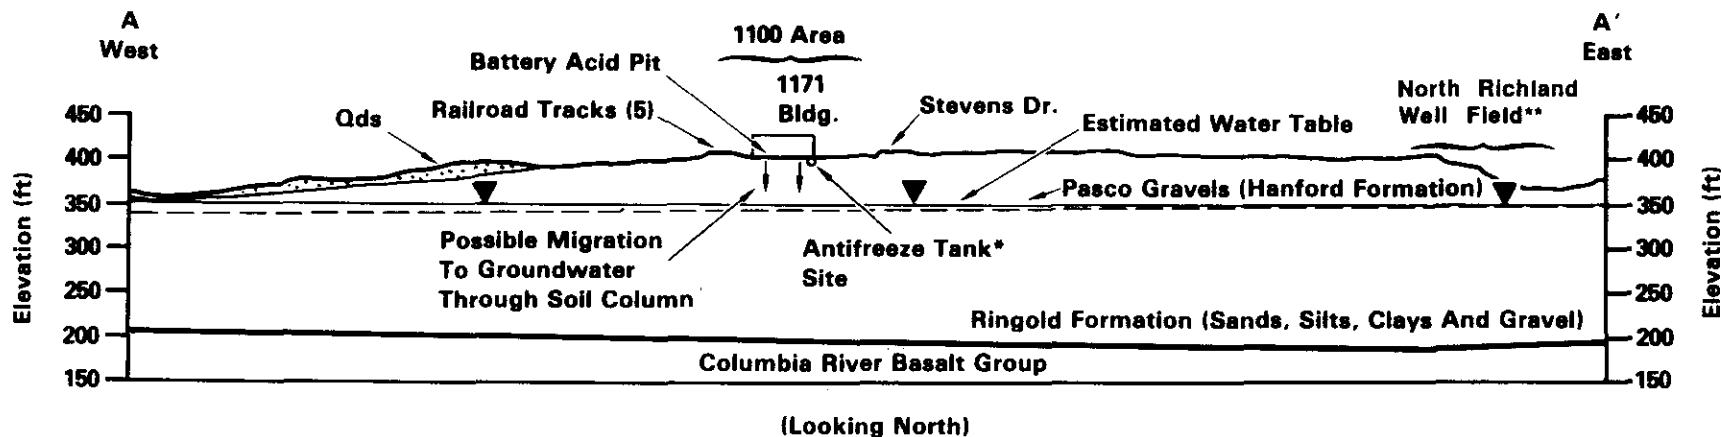 A
West
1100 Area
A'
East
Battery Acid Pit
1171
Bldg.
North Richland
Well Field**
Qds
Railroad Tracks (5)
Stevens Dr.
Estimated Water Table
Pasco Gravels (Hanford Formation)
Possible Migration
To Groundwater
Through Soil Column
Antifreeze Tank*
Site
Ringold Formation (Sands, Silts, Clays And Gravel)
Columbia River Basalt Group
Elevation (ft)
450
400
350
300
250
200
150
450
400
350
300
250
200
150
Elevation (ft)
(Looking North)